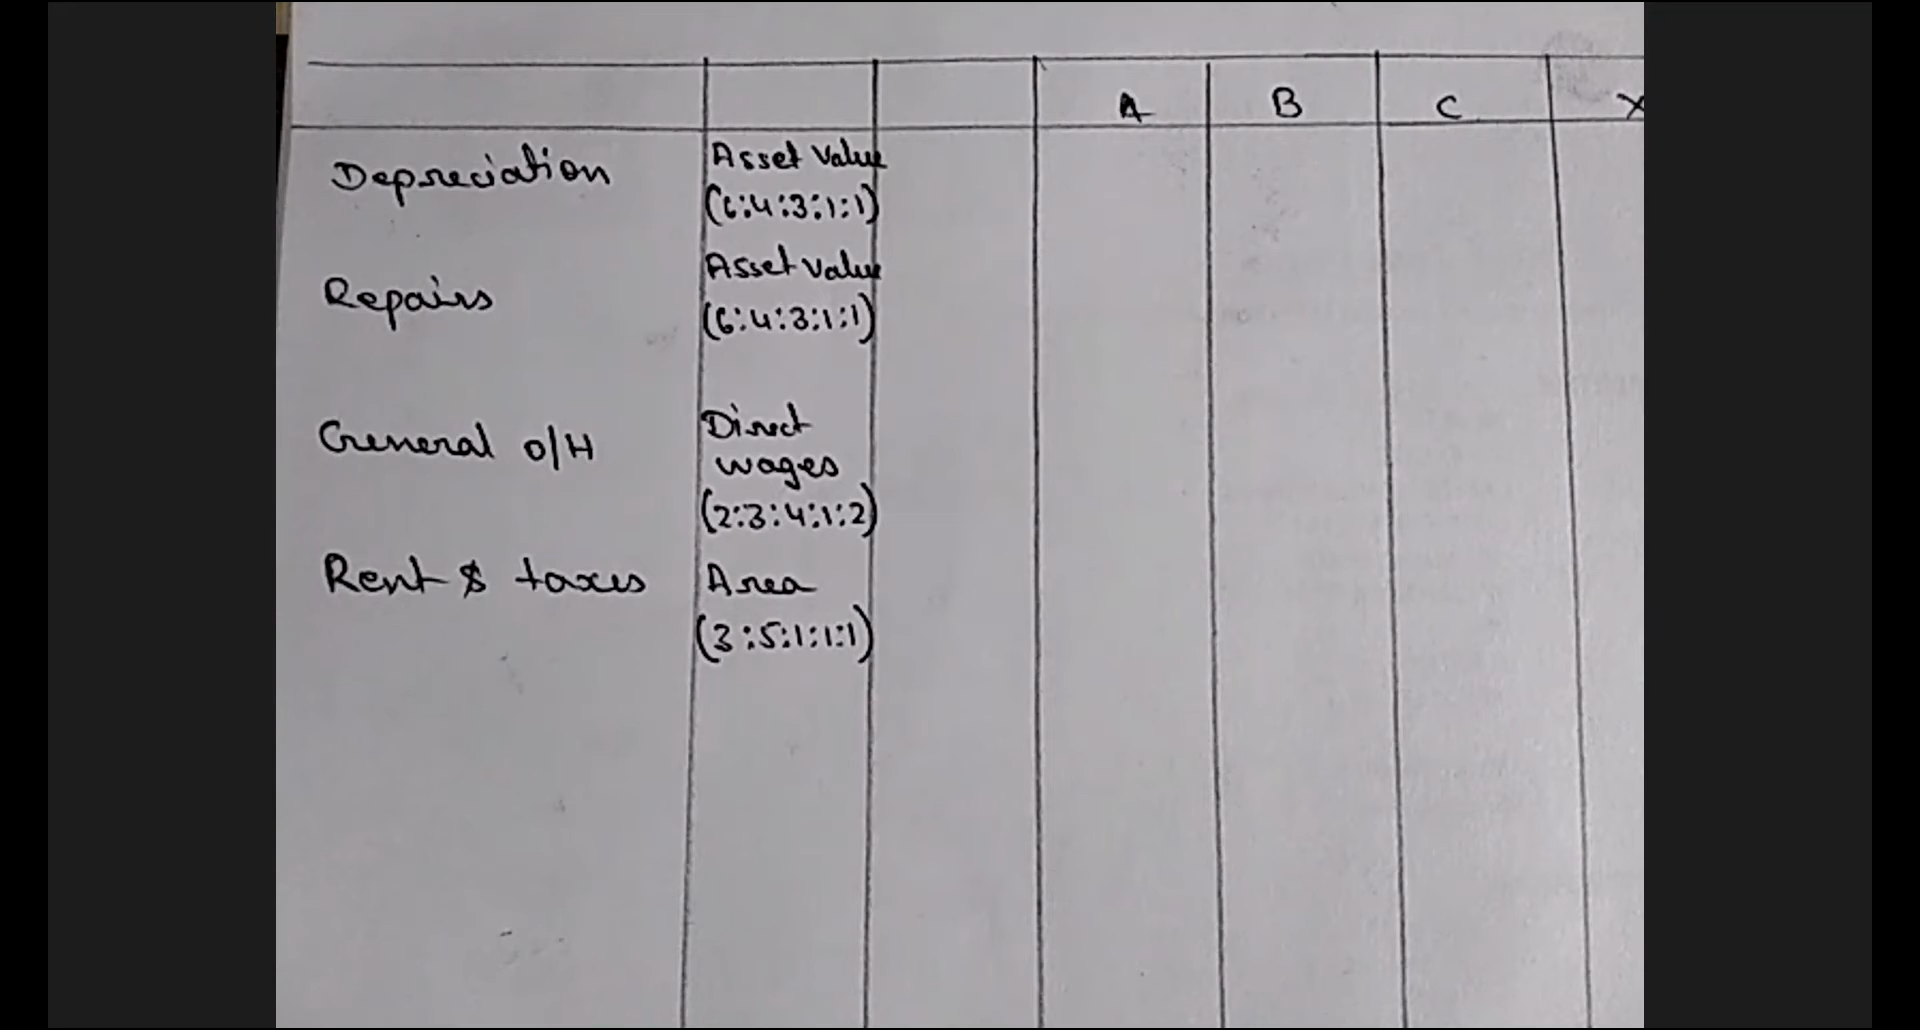 A B C X
Depreciation Asset Value
(6:4:3:1:1)
Repairs Asset Value
(6:4:3:1:1)
General O/H Direct
wages
(2:3:4:1:2)
Rent & taxes Area
(3:5:1:1:1)